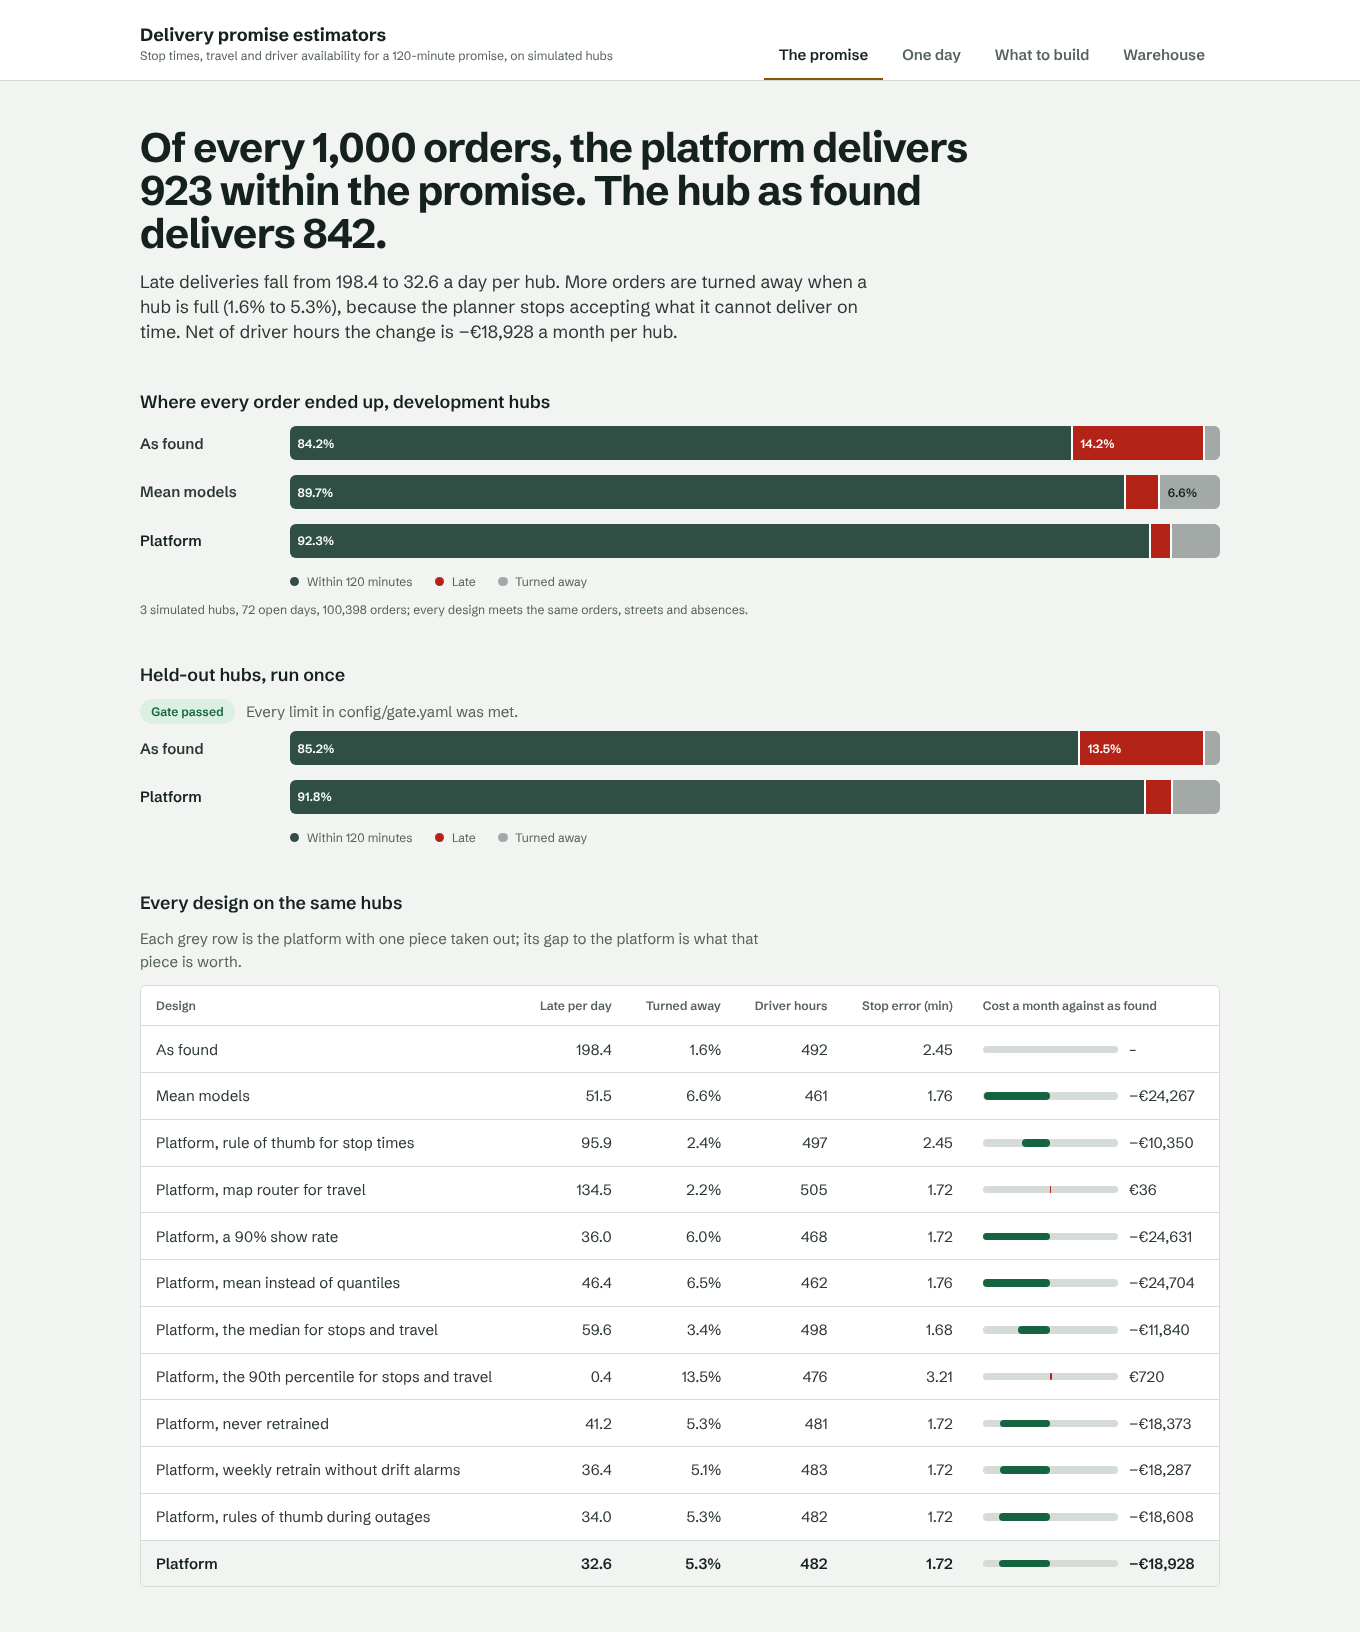 Delivery promise estimators
Stop times, travel and driver availability for a 120-minute promise, on simulated hubs
The promise One day What to build Warehouse
Of every 1,000 orders, the platform delivers
923 within the promise. The hub as found
delivers 842.
Late deliveries fall from 198.4 to 32.6 a day per hub. More orders are turned away when a
hub is full (1.6% to 5.3%), because the planner stops accepting what it cannot deliver on
time. Net of driver hours the change is −€18,928 a month per hub.
Where every order ended up, development hubs
As found 84.2% 14.2%
Mean models 89.7% 6.6%
Platform 92.3%
Within 120 minutes Late Turned away
3 simulated hubs, 72 open days, 100,398 orders; every design meets the same orders, streets and absences.
Held-out hubs, run once
Gate passed Every limit in config/gate.yaml was met.
As found 85.2% 13.5%
Platform 91.8%
Within 120 minutes Late Turned away
Every design on the same hubs
Each grey row is the platform with one piece taken out; its gap to the platform is what that
piece is worth.
Design Late per day Turned away Driver hours Stop error (min) Cost a month against as found
As found 198.4 1.6% 492 2.45 –
Mean models 51.5 6.6% 461 1.76 −€24,267
Platform, rule of thumb for stop times 95.9 2.4% 497 2.45 −€10,350
Platform, map router for travel 134.5 2.2% 505 1.72 €36
Platform, a 90% show rate 36.0 6.0% 468 1.72 −€24,631
Platform, mean instead of quantiles 46.4 6.5% 462 1.76 −€24,704
Platform, the median for stops and travel 59.6 3.4% 498 1.68 −€11,840
Platform, the 90th percentile for stops and travel 0.4 13.5% 476 3.21 €720
Platform, never retrained 41.2 5.3% 481 1.72 −€18,373
Platform, weekly retrain without drift alarms 36.4 5.1% 483 1.72 −€18,287
Platform, rules of thumb during outages 34.0 5.3% 482 1.72 −€18,608
Platform 32.6 5.3% 482 1.72 −€18,928